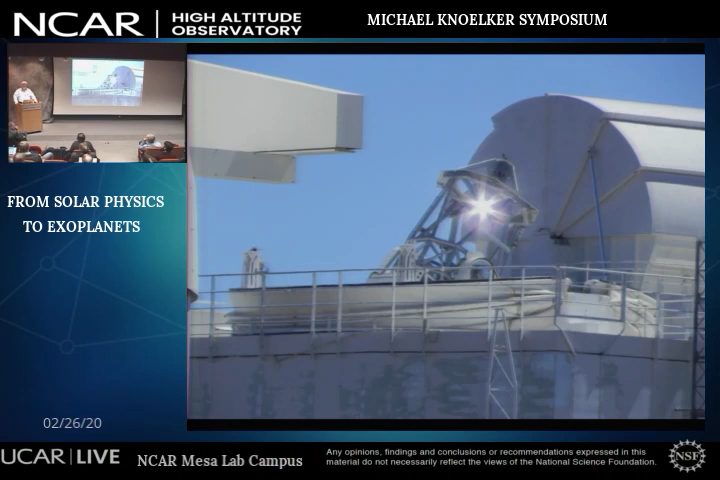 NCAR
HIGH ALTITUDE
OBSERVATORY
MICHAEL KNOELKER SYMPOSIUM
FROM SOLAR PHYSICS
TO EXOPLANETS
02/26/20
UCAR|LIVE
NCAR Mesa Lab Campus
Any opinions, findings and conclusions or recommendations expressed in this
material do not necessarily reflect the views of the National Science Foundation.
NSF